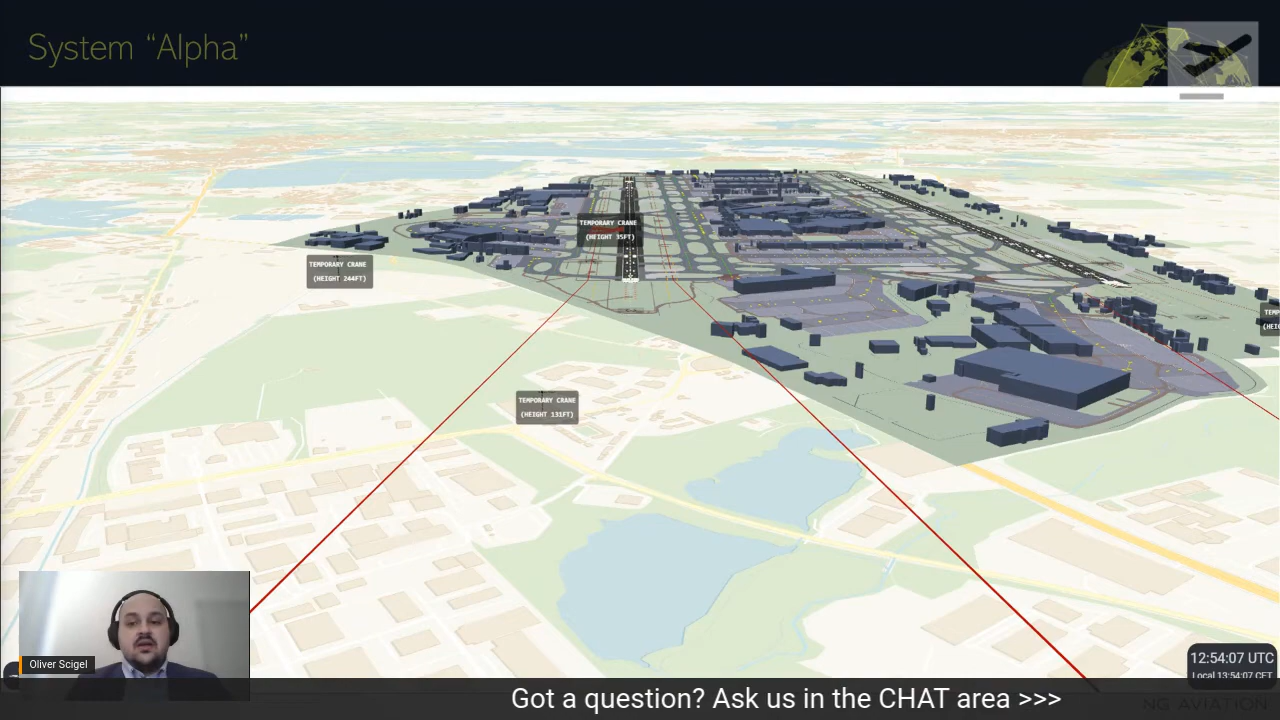 System “Alpha”
TEMPORARY CRANE
(HEIGHT 35FT)
TEMPORARY CRANE
(HEIGHT 244FT)
TEMPORARY CRANE
(HEIGHT 131FT)
Oliver Scigel
12:54:07 UTC
Local 13:54:07 CET
Got a question? Ask us in the CHAT area >>>
NG AVIATION